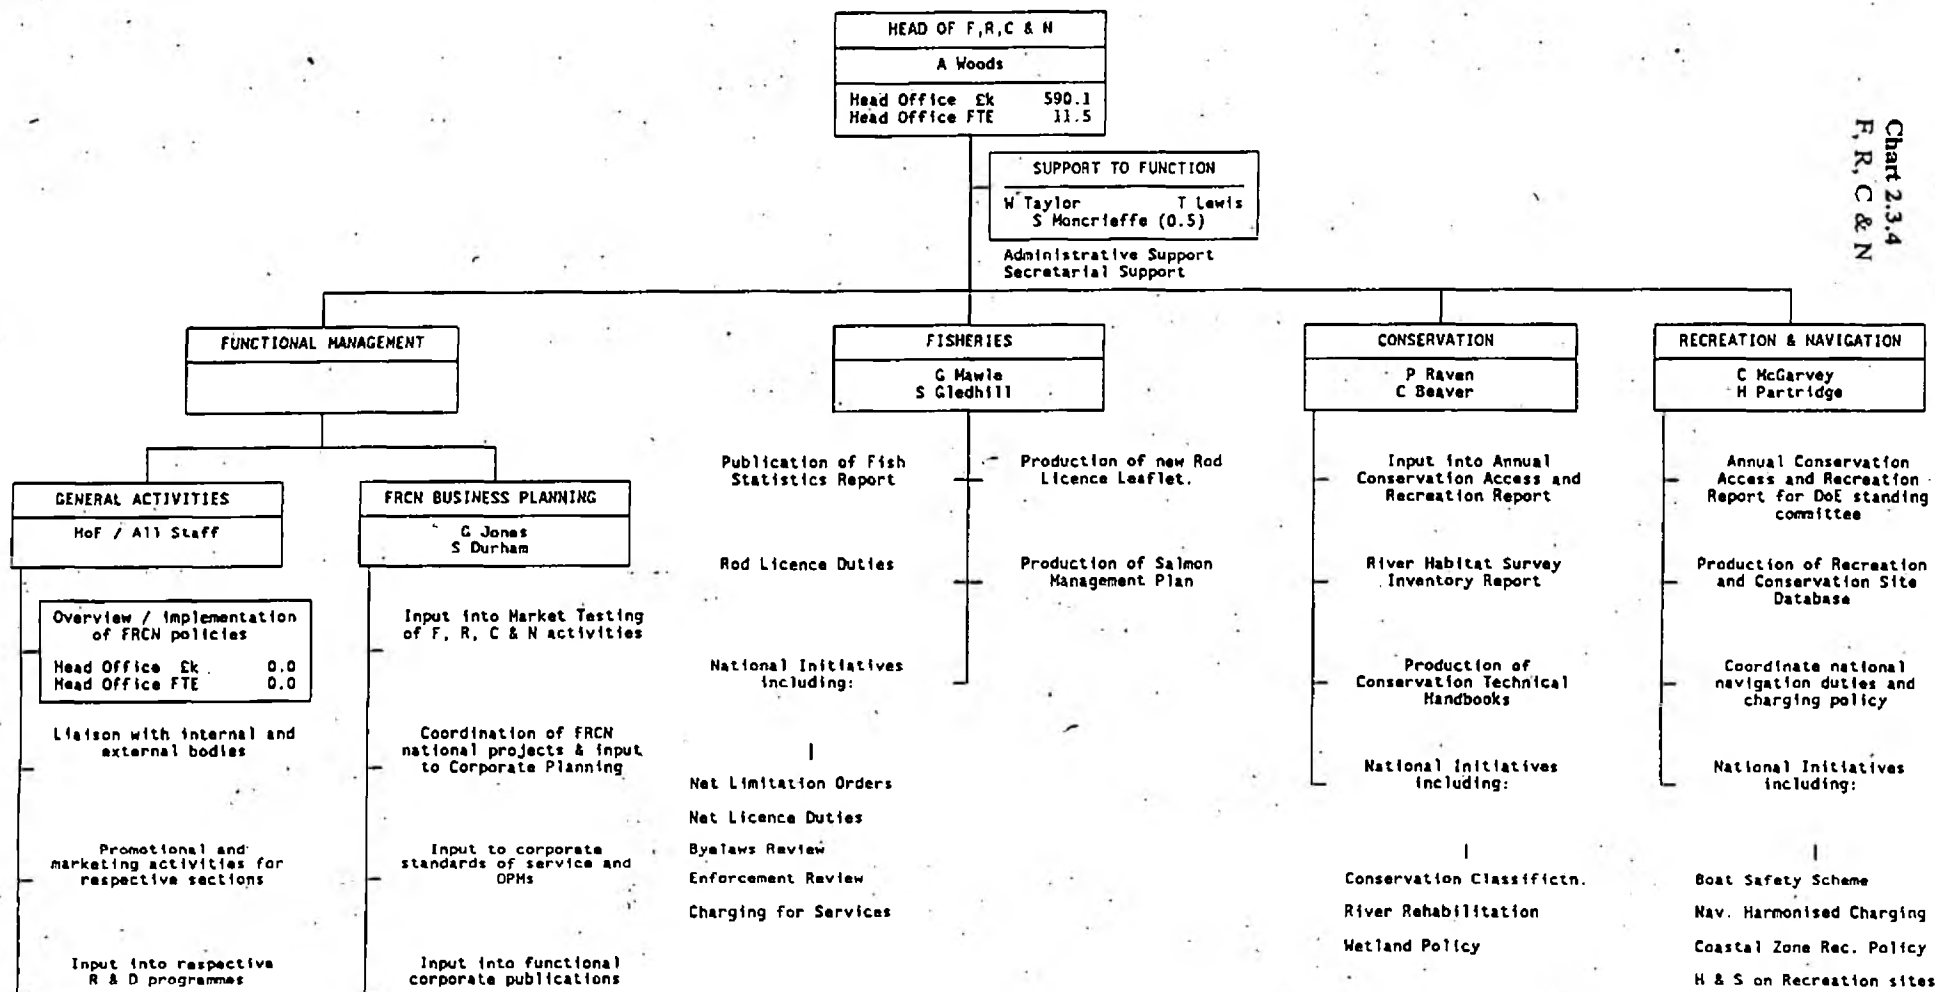 Chart 2.3.4
F, R, C & N
HEAD OF F,R,C & N
A Woods
Head Office £k 590.1
Head Office FTE 11.5
SUPPORT TO FUNCTION
W Taylor T Lewis
S Moncrieffe (0.5)
Administrative Support
Secretarial Support
FUNCTIONAL MANAGEMENT
GENERAL ACTIVITIES
HoF / All Staff
Overview / implementation
of FRCN policies
Head Office £k 0.0
Head Office FTE 0.0
Liaison with internal and
external bodies
Promotional and
marketing activities for
respective sections
Input into respective
R & D programmes
FRCN BUSINESS PLANNING
G Jones
S Durham
Input into Market Testing
of F, R, C & N activities
Coordination of FRCN
national projects & input
to Corporate Planning
Input to corporate
standards of service and
OPMs
Input into functional
corporate publications
FISHERIES
G Mawle
S Gledhill
Publication of Fish
Statistics Report
Production of new Rod
Licence Leaflet.
Rod Licence Duties
Production of Salmon
Management Plan
National Initiatives
including:
Net Limitation Orders
Net Licence Duties
Byelaws Review
Enforcement Review
Charging for Services
CONSERVATION
P Raven
C Beaver
Input into Annual
Conservation Access and
Recreation Report
River Habitat Survey
Inventory Report
Production of
Conservation Technical
Handbooks
National Initiatives
including:
Conservation Classifictn.
River Rehabilitation
Wetland Policy
RECREATION & NAVIGATION
C McGarvey
H Partridge
Annual Conservation
Access and Recreation
Report for DoE standing
committee
Production of Recreation
and Conservation Site
Database
Coordinate national
navigation duties and
charging policy
National Initiatives
including:
Boat Safety Scheme
Nav. Harmonised Charging
Coastal Zone Rec. Policy
H & S on Recreation sites